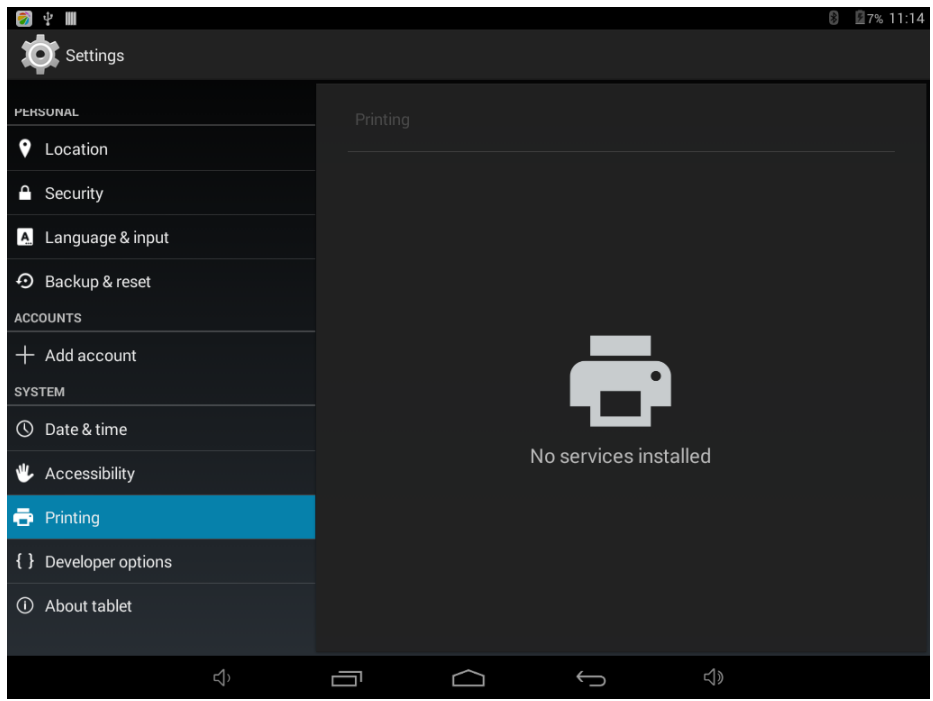 7% 11:14
Settings
PERSONAL
Location
Security
A Language & input
Backup & reset
ACCOUNTS
Add account
SYSTEM
Date & time
Accessibility
Printing
{ } Developer options
About tablet
Printing
No services installed